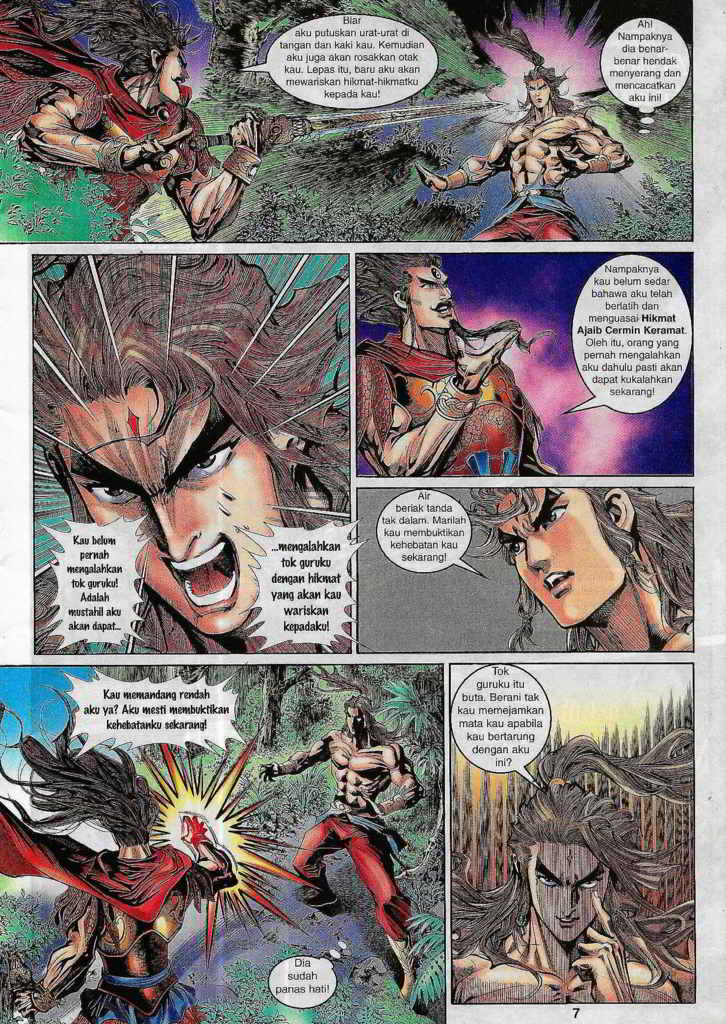 Biar
aku putuskan urat-urat di
tangan dan kaki kau. Kemudian
aku juga akan rosakkan otak
kau. Lepas itu, baru aku akan
mewariskan hikmat-hikmatku
kepada kau!
Ah!
Nampaknya
dia benar-
benar hendak
menyerang dan
mencacatkan
aku ini!
Kau belum
pernah
mengalahkan
tok guruku!
Adalah
mustahil aku
akan dapat...
...mengalahkan
tok guruku
dengan hikmat
yang akan kau
wariskan
kepadaku!
Nampaknya
kau belum sedar
bahawa aku telah
berlatih dan
menguasai Hikmat
Ajaib Cermin Keramat.
Oleh itu, orang yang
pernah mengalahkan
aku dahulu pasti akan
dapat kukalahkan
sekarang!
Air
beriak tanda
tak dalam. Marilah
kau membuktikan
kehebatan kau
sekarang!
Kau memandang rendah
aku ya? Aku mesti membuktikan
kehebatanku sekarang!
Dia
sudah
panas hati!
Tok
guruku itu
buta. Berani tak
kau memejamkan
mata kau apabila
kau bertarung
dengan aku
ini?
7